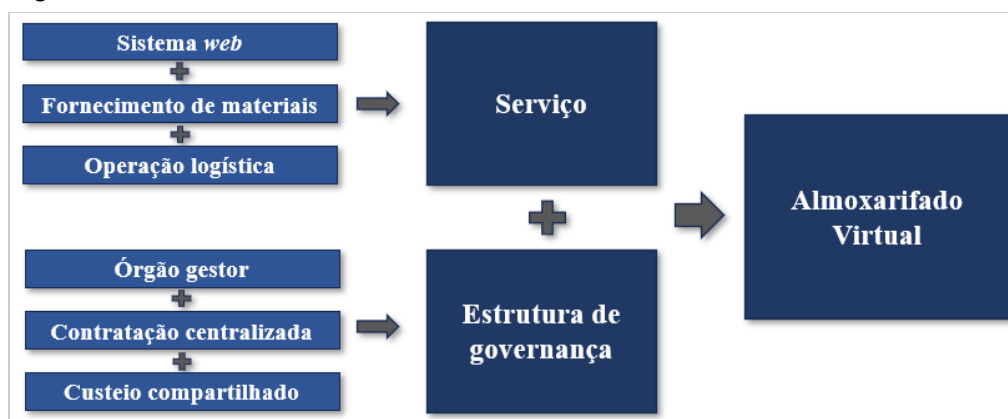 Sistema web
+
Fornecimento de materiais
+
Operação logística
Serviço
+
Órgão gestor
+
Contratação centralizada
+
Custeio compartilhado
Estrutura de
governança
Almoxarifado
Virtual